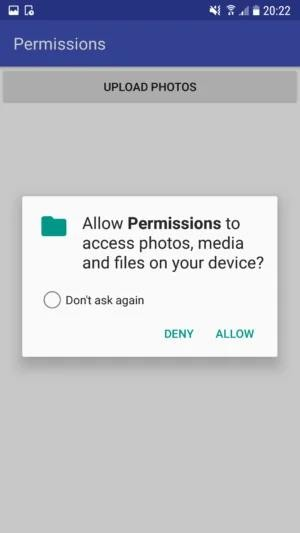 20:22
Permissions
UPLOAD PHOTOS
Allow Permissions to
access photos, media
and files on your device?
Don't ask again
DENY ALLOW